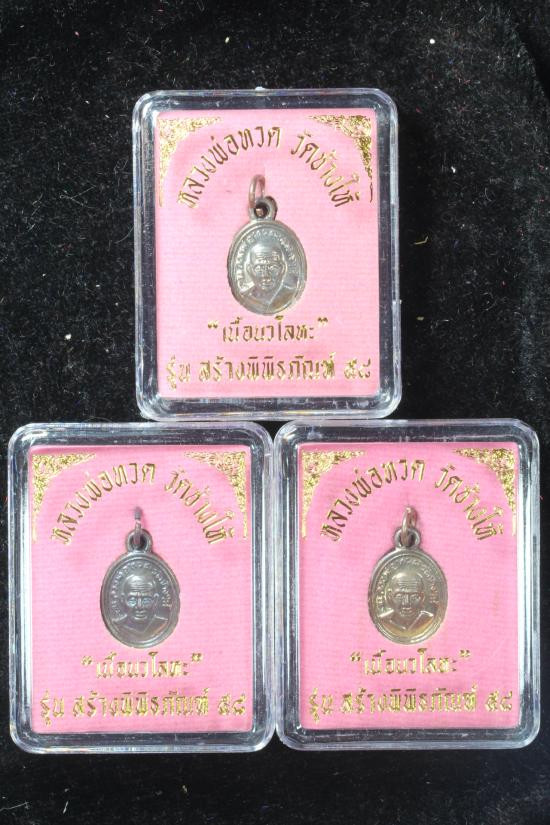 หลวงพ่อทวด วัดช้างให้
"เนื้อนวโลหะ"
รุ่น สร้างพิพิธภัณฑ์ ๕๘
หลวงพ่อทวด วัดช้างให้
"เนื้อนวโลหะ"
รุ่น สร้างพิพิธภัณฑ์ ๕๘
หลวงพ่อทวด วัดช้างให้
"เนื้อนวโลหะ"
รุ่น สร้างพิพิธภัณฑ์ ๕๘